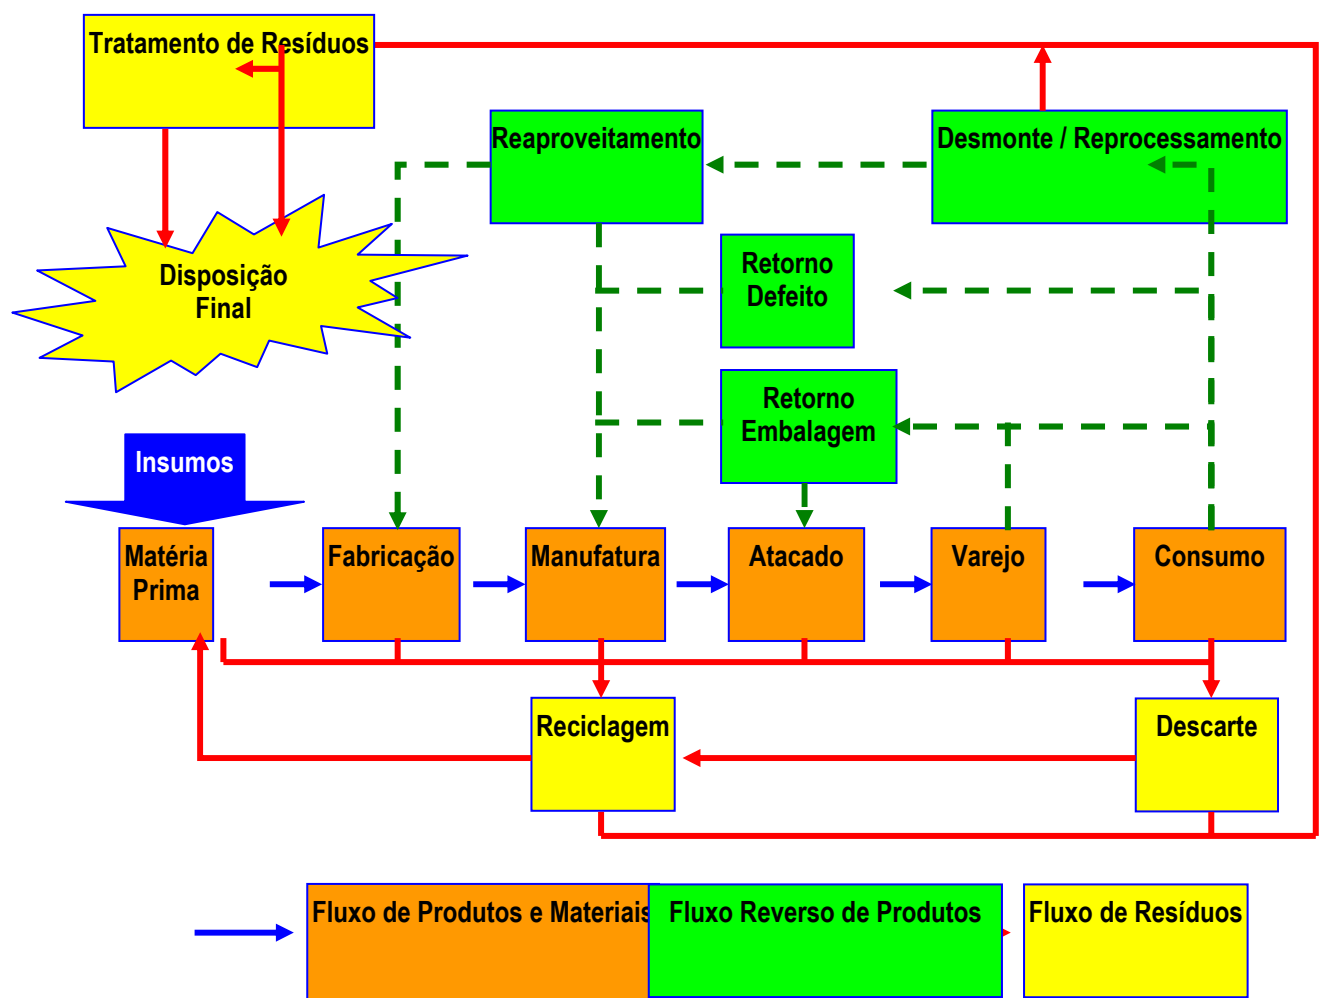 Tratamento de Resíduos
Reaproveitamento
Desmonte / Reprocessamento
Disposição
Final
Retorno
Defeito
Retorno
Embalagem
Insumos
Matéria
Prima
Fabricação
Manufatura
Atacado
Varejo
Consumo
Reciclagem
Descarte
Fluxo de Produtos e Materiais
Fluxo Reverso de Produtos
Fluxo de Resíduos